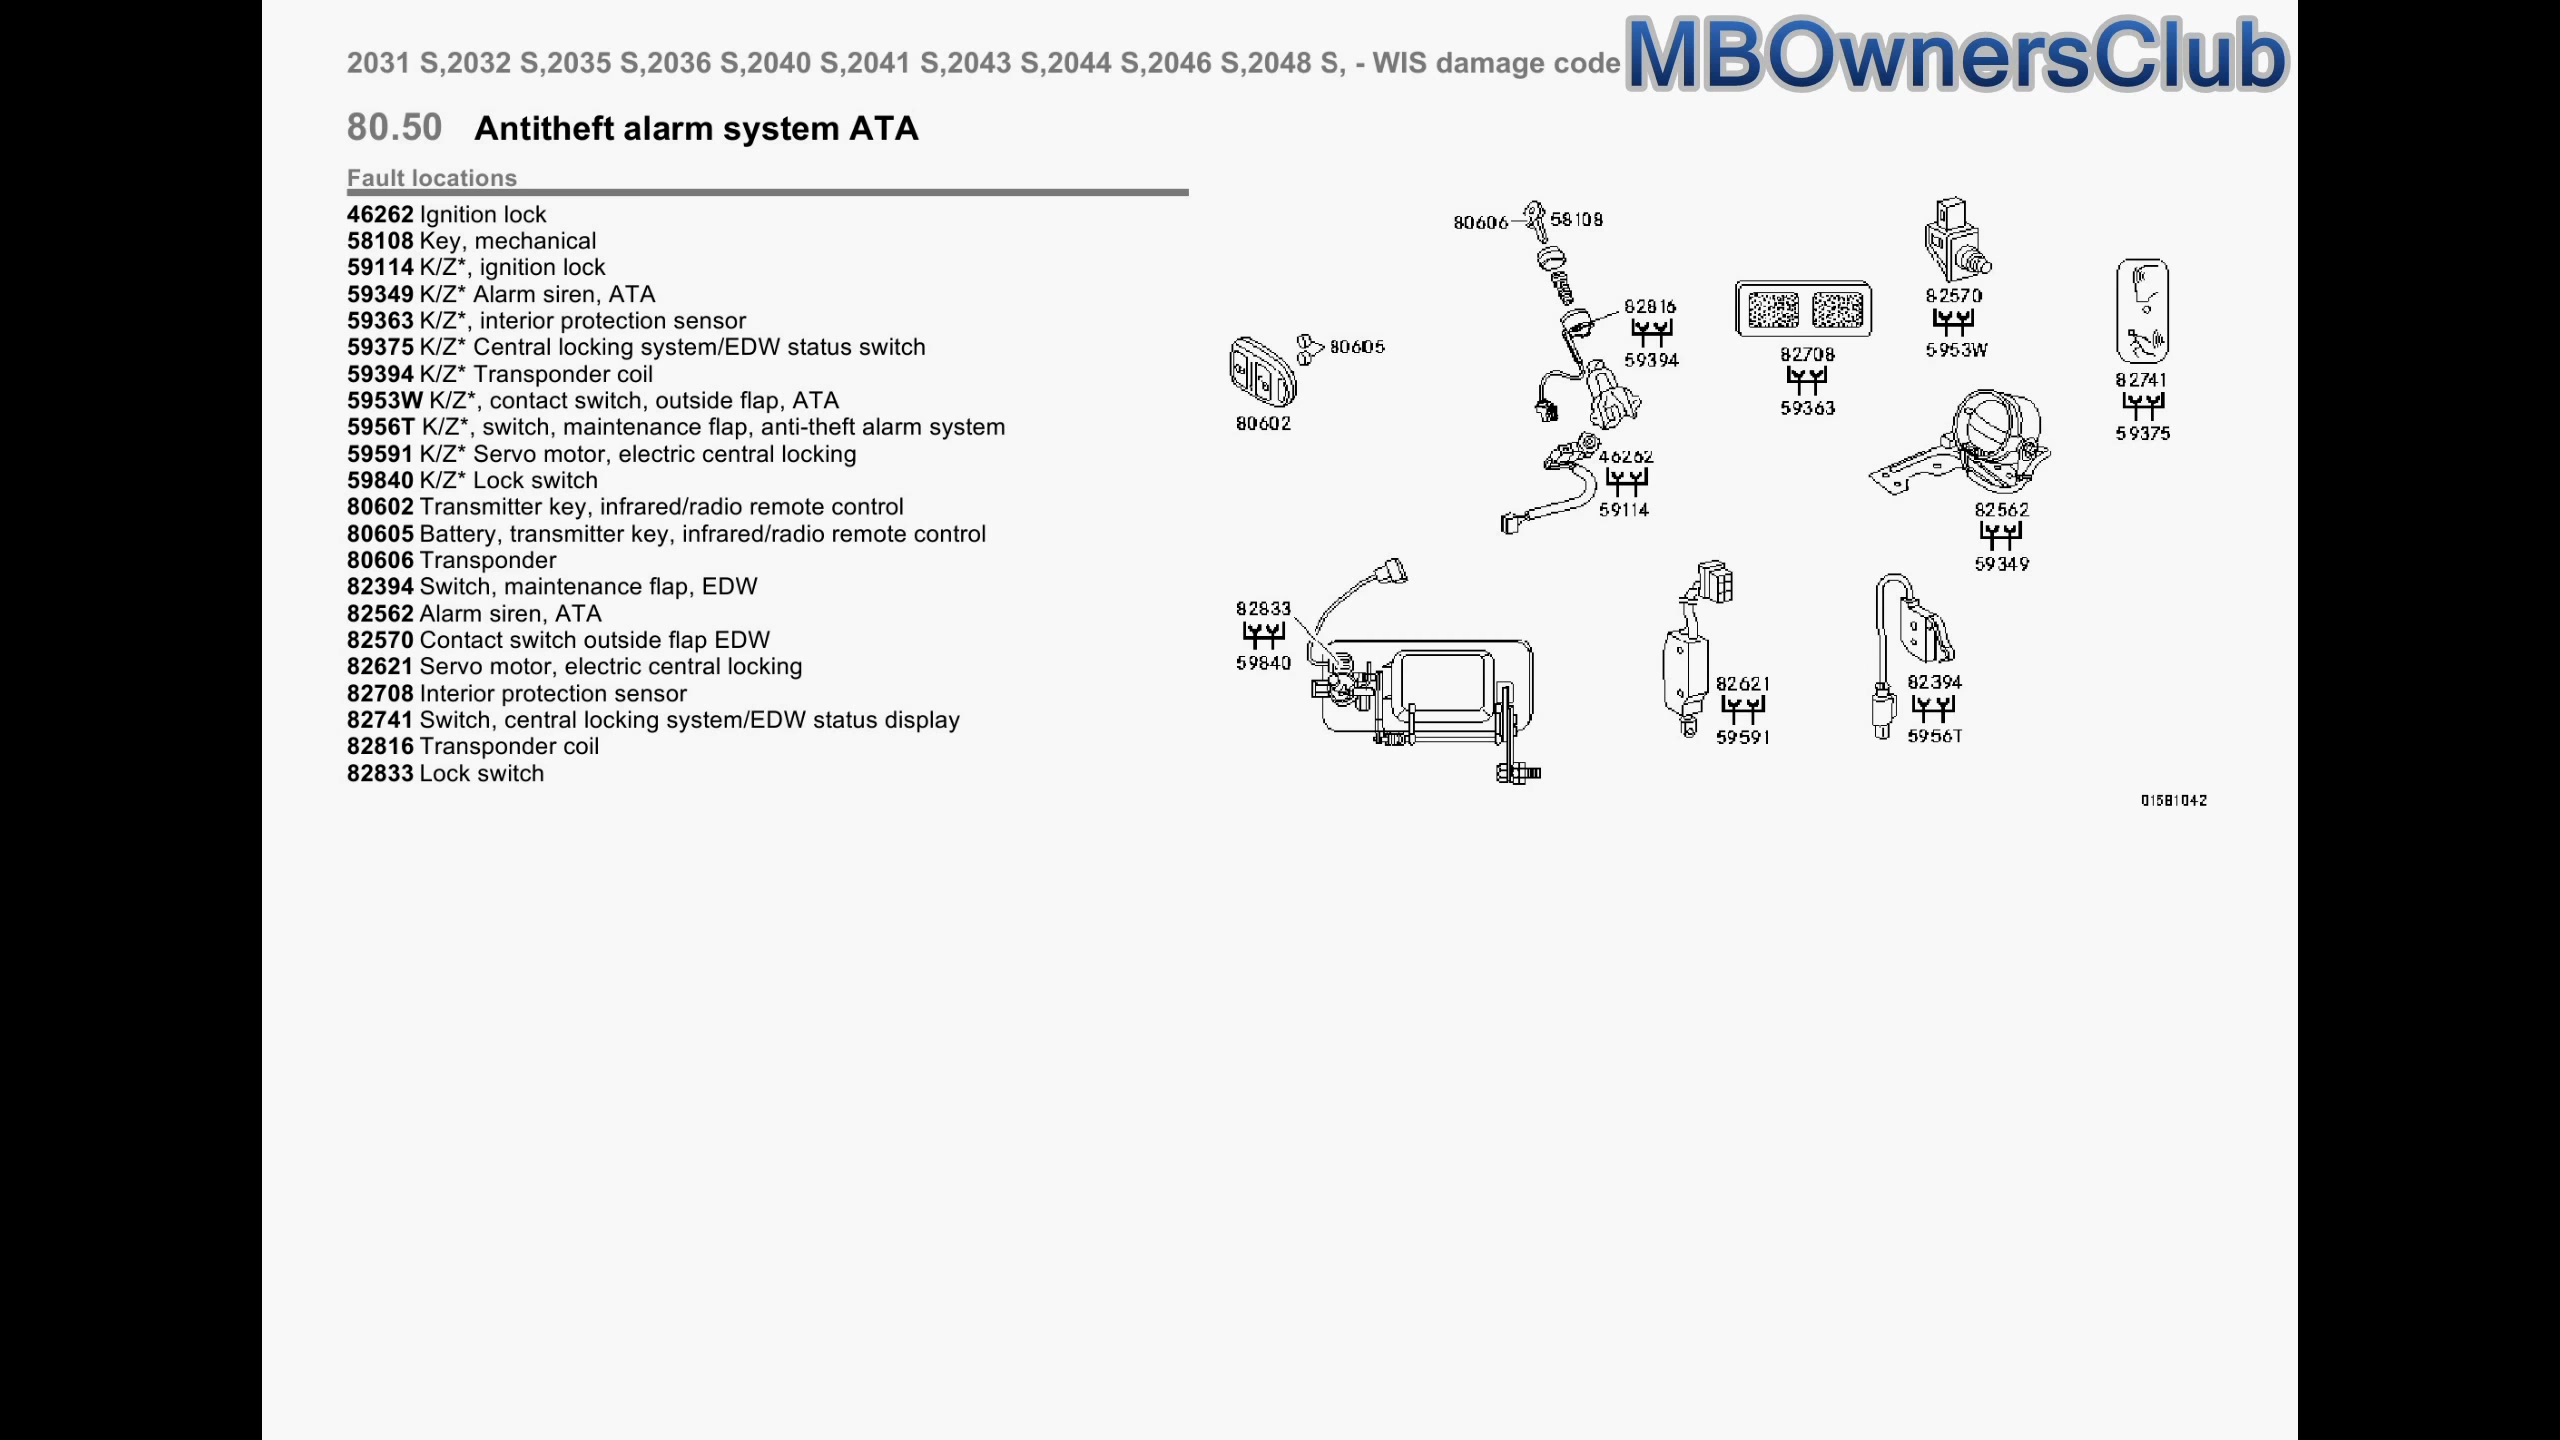 2031 S,2032 S,2035 S,2036 S,2040 S,2041 S,2043 S,2044 S,2046 S,2048 S, - WIS damage code
MBOwnersClub
80.50 Antitheft alarm system ATA
Fault locations
46262 Ignition lock
58108 Key, mechanical
59114 K/Z*, ignition lock
59349 K/Z* Alarm siren, ATA
59363 K/Z*, interior protection sensor
59375 K/Z* Central locking system/EDW status switch
59394 K/Z* Transponder coil
5953W K/Z*, contact switch, outside flap, ATA
5956T K/Z*, switch, maintenance flap, anti-theft alarm system
59591 K/Z* Servo motor, electric central locking
59840 K/Z* Lock switch
80602 Transmitter key, infrared/radio remote control
80605 Battery, transmitter key, infrared/radio remote control
80606 Transponder
82394 Switch, maintenance flap, EDW
82562 Alarm siren, ATA
82570 Contact switch outside flap EDW
82621 Servo motor, electric central locking
82708 Interior protection sensor
82741 Switch, central locking system/EDW status display
82816 Transponder coil
82833 Lock switch
80606 58108
82816
59394
80605
80602
46262
59114
82708
59363
82570
5953W
82741
59375
82562
59349
82833
59840
82621
59591
82394
5956T
01581042